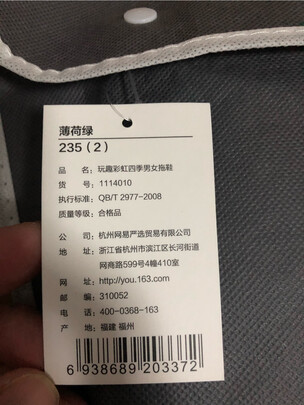 薄荷绿
235(2)
品 名: 玩趣彩虹四季男女拖鞋
货 号: 1114010
执行标准: QB/T 2977-2008
质量等级: 合格品
公 司: 杭州网易严选贸易有限公司
地 址: 浙江省杭州市滨江区长河街道
网商路599号4幢410室
网 址: http://you.163.com
邮 编: 310052
电 话: 400-0368-163
产 地: 福建 福州
6 938689 203372